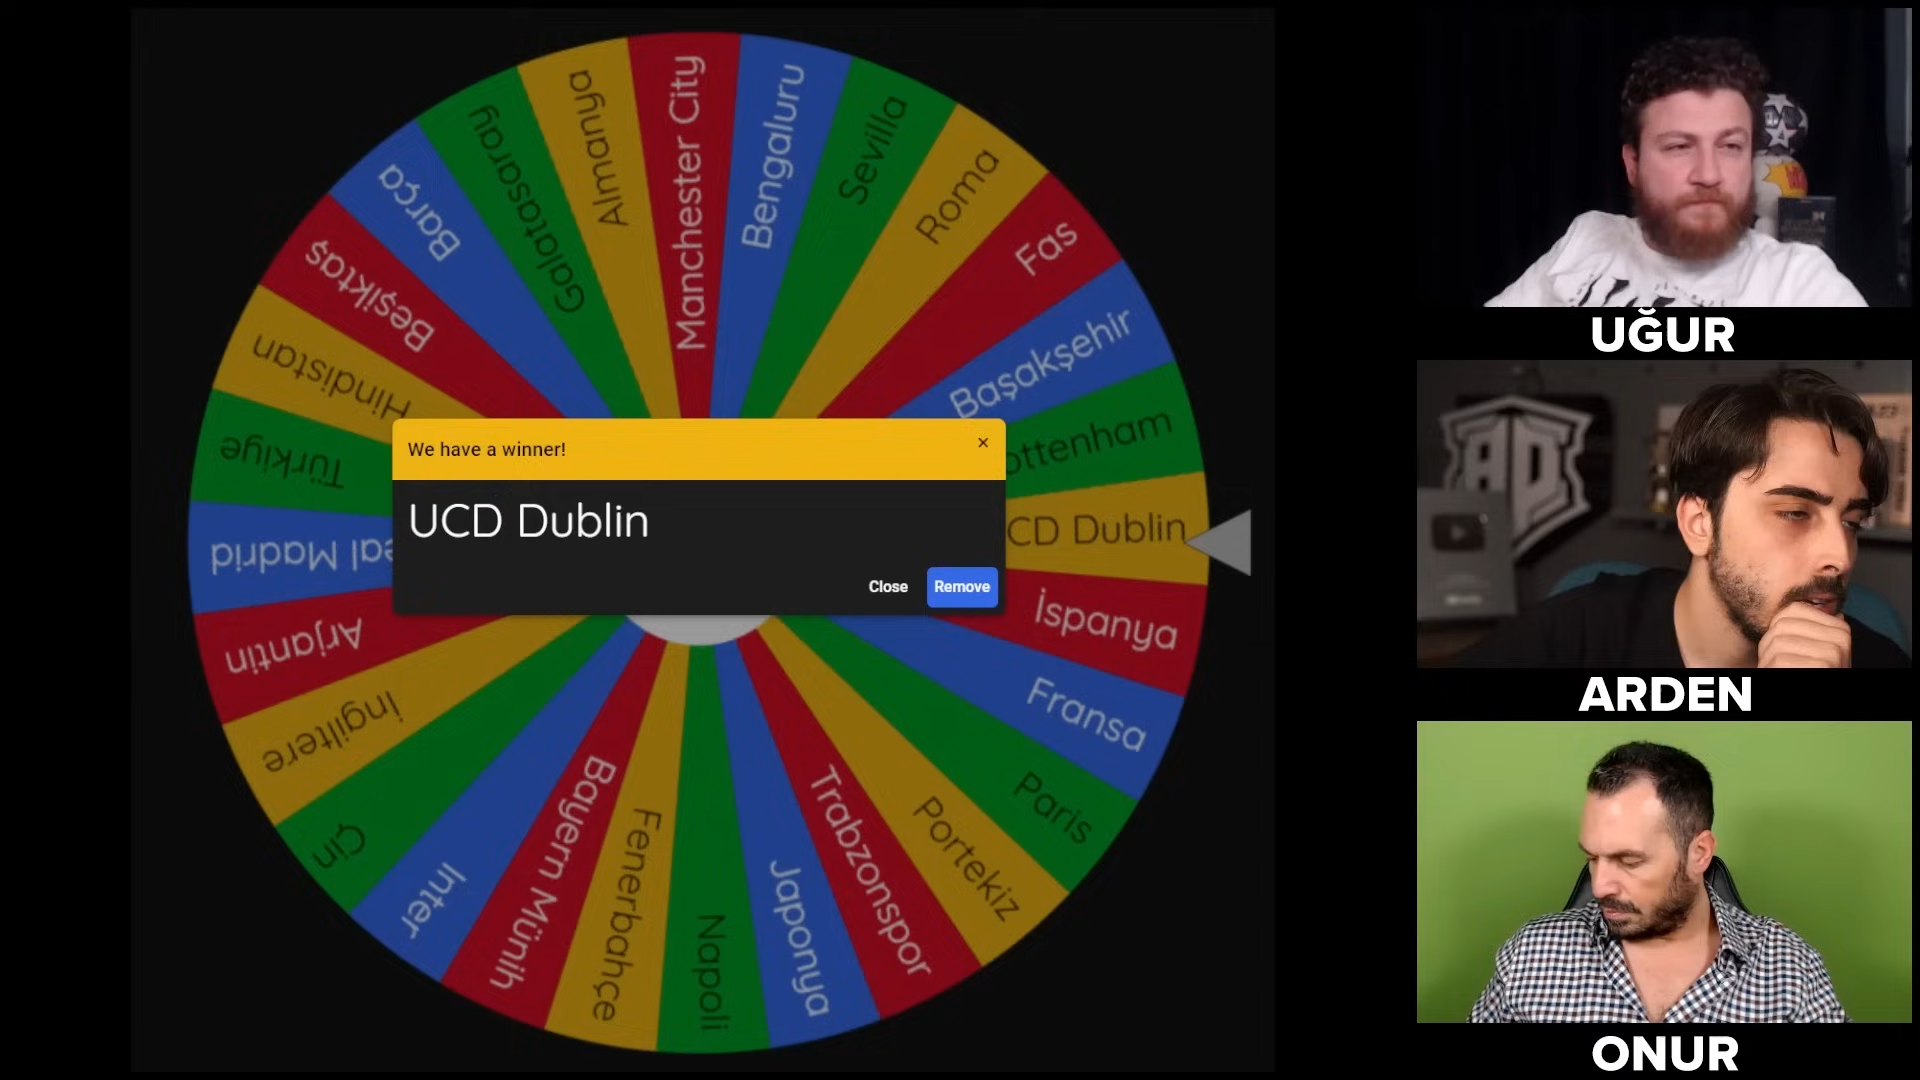 Manchester City
Bengaluru
Sevilla
Roma
Fas
Başakşehir
ottenham
CD Dublin
İspanya
Fransa
Paris
Portekiz
Trabzonspor
Japonya
Napoli
Fenerbahçe
Bayern Münih
Inter
Çin
İngiltere
Arjantin
eal Madrid
Türkiye
Hindistan
Beşiktaş
Barça
Galatasaray
Almanya
We have a winner!
×
UCD Dublin
Close
Remove
UĞUR
ARDEN
ONUR